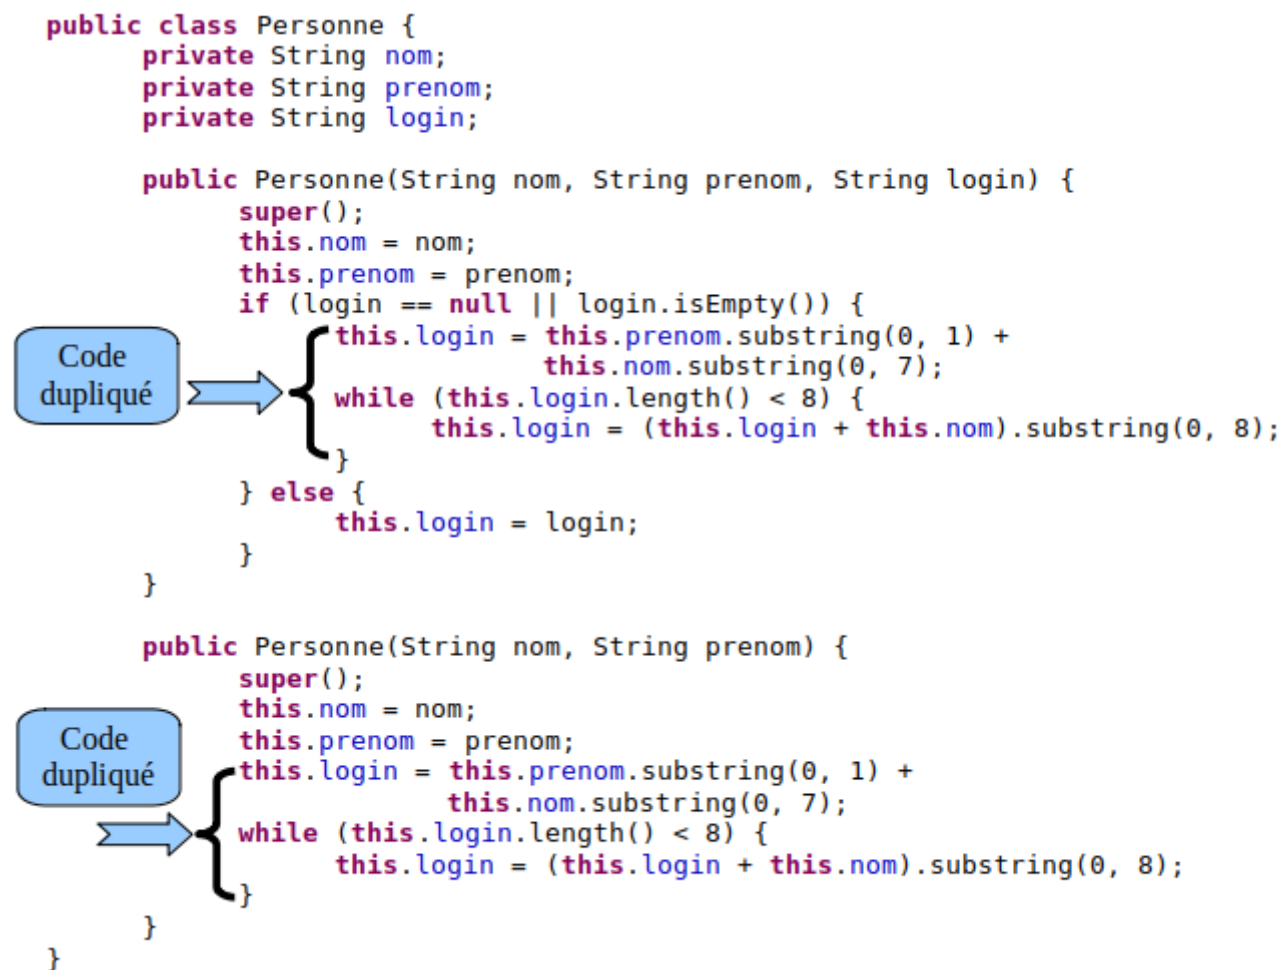 public class Personne {
private String nom;
private String prenom;
private String login;
public Personne(String nom, String prenom, String login) {
super();
this.nom = nom;
this.prenom = prenom;
if (login == null || login.isEmpty()) {
this.login = this.prenom.substring(0, 1) +
this.nom.substring(0, 7);
while (this.login.length() < 8) {
this.login = (this.login + this.nom).substring(0, 8);
}
} else {
this.login = login;
}
}
Code
dupliqué
public Personne(String nom, String prenom) {
super();
this.nom = nom;
this.prenom = prenom;
this.login = this.prenom.substring(0, 1) +
this.nom.substring(0, 7);
while (this.login.length() < 8) {
this.login = (this.login + this.nom).substring(0, 8);
}
}
}
Code
dupliqué